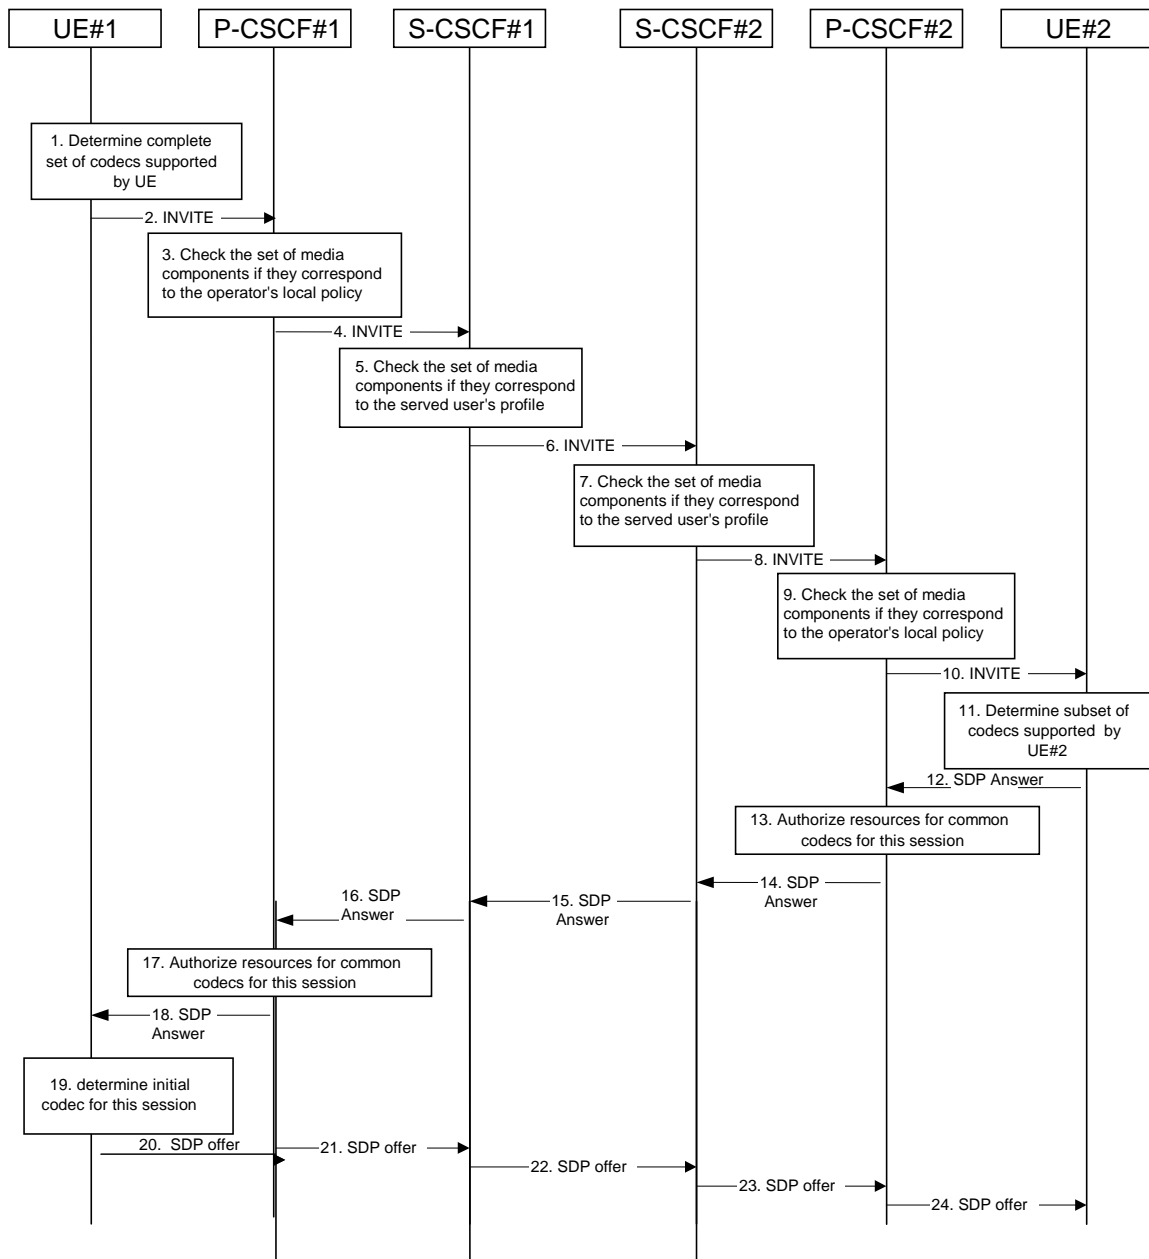 UE#1
P-CSCF#1
S-CSCF#1
S-CSCF#2
P-CSCF#2
UE#2
1. Determine complete
set of codecs supported
by UE
2. INVITE
3. Check the set of media
components if they correspond
to the operator's local policy
4. INVITE
5. Check the set of media
components if they correspond
to the served user's profile
6. INVITE
7. Check the set of media
components if they correspond
to the served user's profile
8. INVITE
9. Check the set of media
components if they correspond
to the operator's local policy
10. INVITE
11. Determine subset of
codecs supported by
UE#2
12. SDP Answer
13. Authorize resources for common
codecs for this session
14. SDP
Answer
15. SDP
Answer
16. SDP
Answer
17. Authorize resources for common
codecs for this session
18. SDP
Answer
19. determine initial
codec for this session
20. SDP offer
21. SDP offer
22. SDP offer
23. SDP offer
24. SDP offer